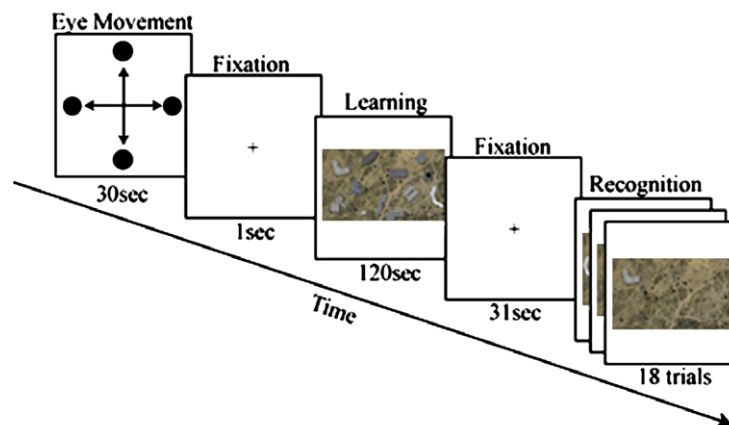 Eye Movement
30sec
Fixation
1sec
Learning
120sec
Fixation
31sec
Recognition
18 trials
Time